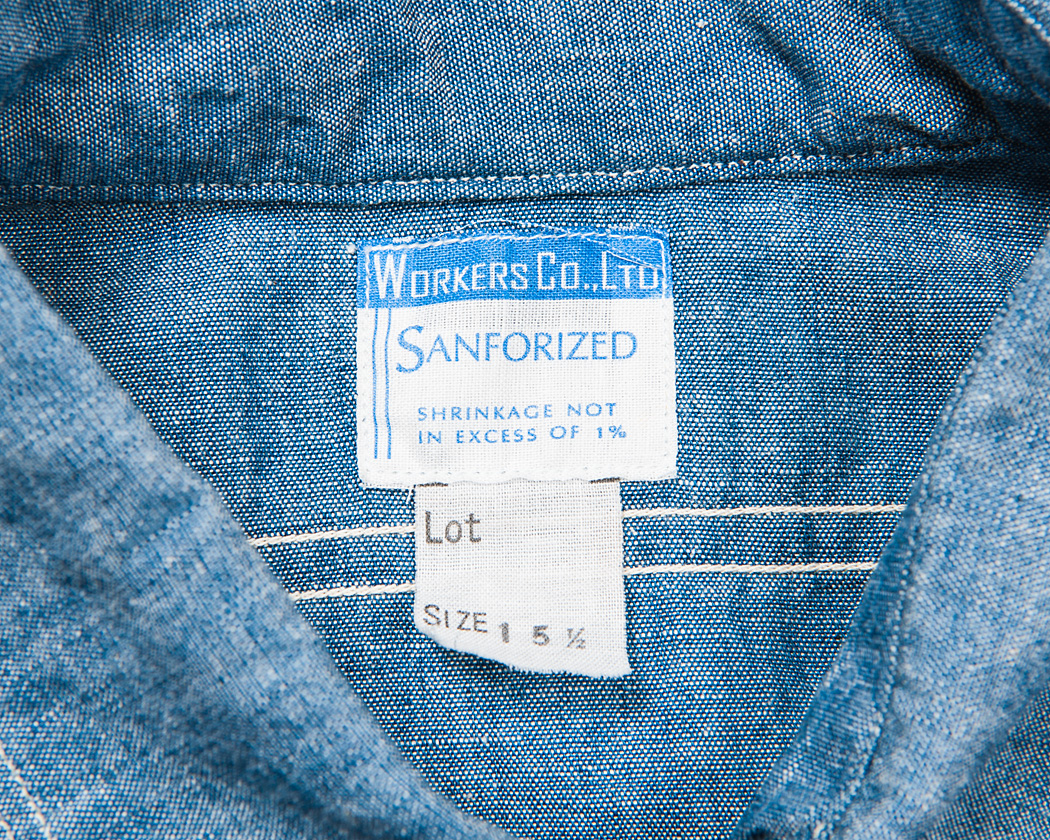 WORKERS CO.,LTD
SANFORIZED
SHRINKAGE NOT
IN EXCESS OF 1%
Lot
SIZE 15½